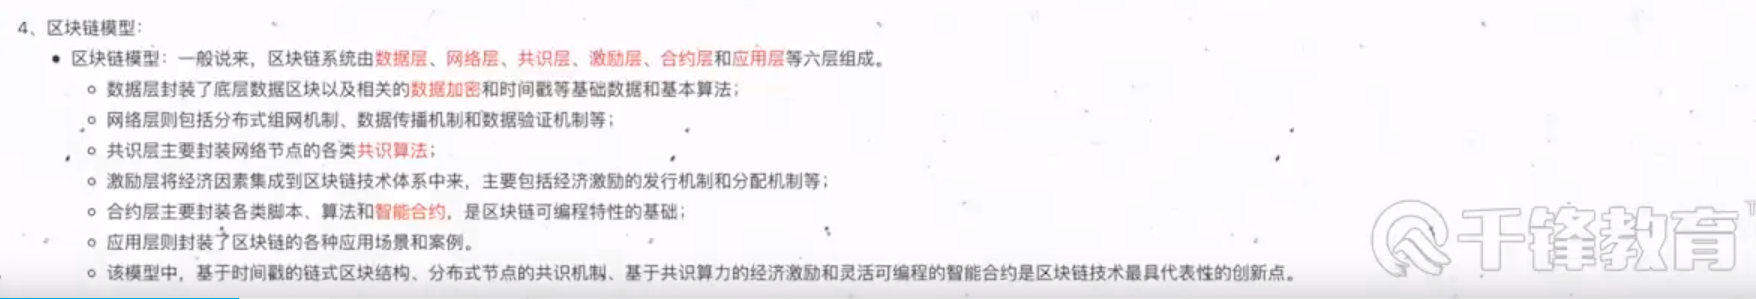 4、区块链模型：
• 区块链模型：一般说来，区块链系统由数据层、网络层、共识层、激励层、合约层和应用层等六层组成。
○ 数据层封装了底层数据区块以及相关的数据加密和时间戳等基础数据和基本算法；
○ 网络层则包括分布式组网机制、数据传播机制和数据验证机制等；
○ 共识层主要封装网络节点的各类共识算法；
○ 激励层将经济因素集成到区块链技术体系中来，主要包括经济激励的发行机制和分配机制等；
○ 合约层主要封装各类脚本、算法和智能合约，是区块链可编程特性的基础；
○ 应用层则封装了区块链的各种应用场景和案例。
○ 该模型中，基于时间戳的链式区块结构、分布式节点的共识机制、基于共识算力的经济激励和灵活可编程的智能合约是区块链技术最具代表性的创新点。
千锋教育